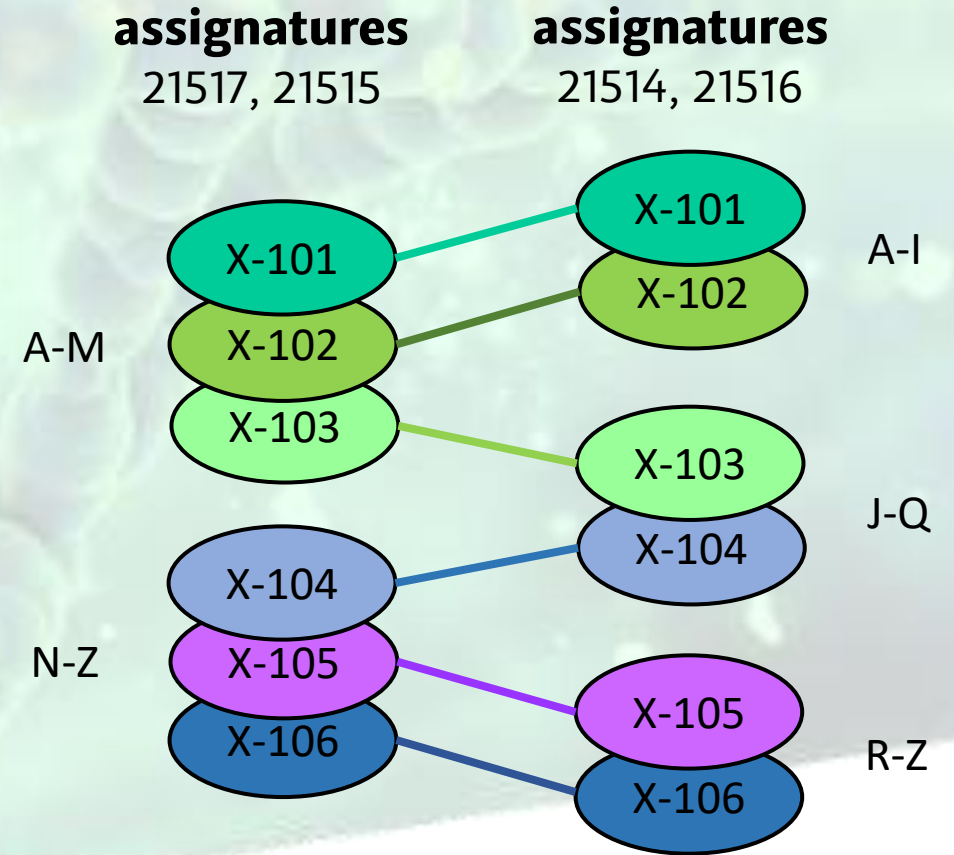 assignatures
21517, 21515
A-M
X-101
X-102
X-103
N-Z
X-104
X-105
X-106
assignatures
21514, 21516
X-101
X-102
A-I
X-103
X-104
J-Q
X-105
X-106
R-Z